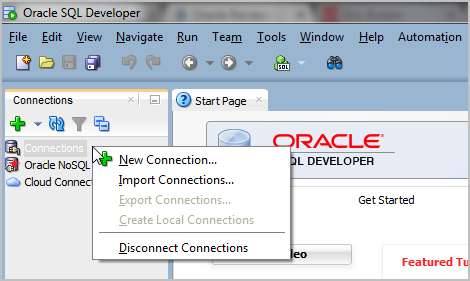 Oracle SQL Developer
File Edit View Navigate Run Team Tools Window Help Automation
SQL
Connections
Start Page
Connections
Oracle NoSQL
Cloud Connect
New Connection...
Import Connections...
Export Connections...
Create Local Connections
Disconnect Connections
ORACLE
QL DEVELOPER
Get Started
eo
Featured Tu